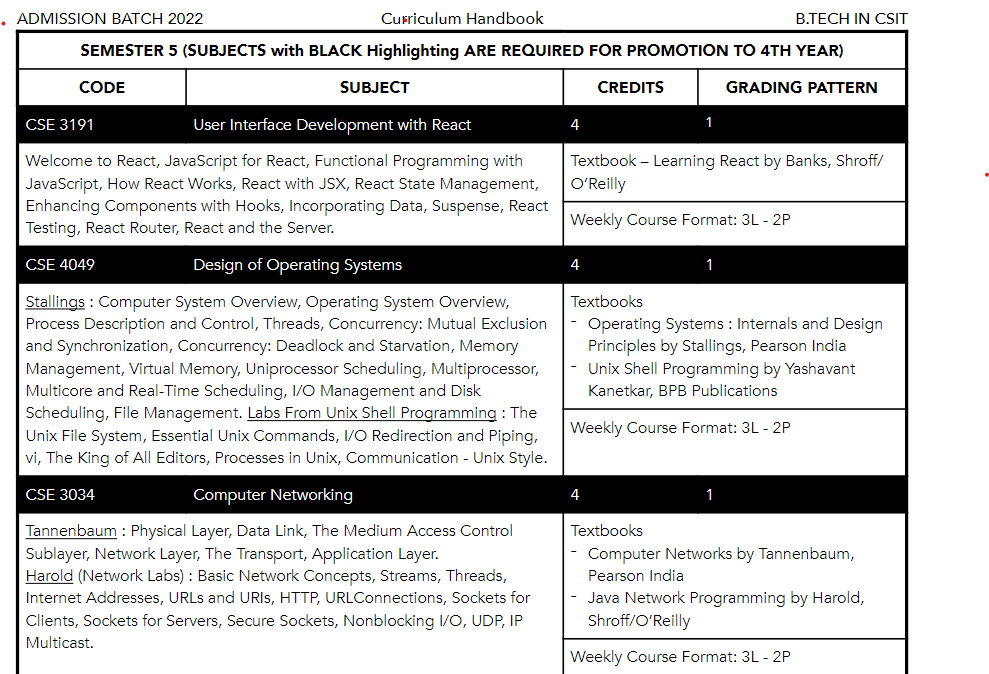 ADMISSION BATCH 2022 Curriculum Handbook B.TECH IN CSIT
SEMESTER 5 (SUBJECTS with BLACK Highlighting ARE REQUIRED FOR PROMOTION TO 4TH YEAR)
CODE SUBJECT CREDITS GRADING PATTERN
CSE 3191 User Interface Development with React 4 1
Welcome to React, JavaScript for React, Functional Programming with
JavaScript, How React Works, React with JSX, React State Management,
Enhancing Components with Hooks, Incorporating Data, Suspense, React
Testing, React Router, React and the Server.
Textbook – Learning React by Banks, Shroff/
O’Reilly
Weekly Course Format: 3L - 2P
CSE 4049 Design of Operating Systems 4 1
Stallings : Computer System Overview, Operating System Overview,
Process Description and Control, Threads, Concurrency: Mutual Exclusion
and Synchronization, Concurrency: Deadlock and Starvation, Memory
Management, Virtual Memory, Uniprocessor Scheduling, Multiprocessor,
Multicore and Real-Time Scheduling, I/O Management and Disk
Scheduling, File Management. Labs From Unix Shell Programming : The
Unix File System, Essential Unix Commands, I/O Redirection and Piping,
vi, The King of All Editors, Processes in Unix, Communication - Unix Style.
Textbooks
- Operating Systems : Internals and Design
Principles by Stallings, Pearson India
- Unix Shell Programming by Yashavant
Kanetkar, BPB Publications
Weekly Course Format: 3L - 2P
CSE 3034 Computer Networking 4 1
Tannenbaum : Physical Layer, Data Link, The Medium Access Control
Sublayer, Network Layer, The Transport, Application Layer.
Harold (Network Labs) : Basic Network Concepts, Streams, Threads,
Internet Addresses, URLs and URIs, HTTP, URLConnections, Sockets for
Clients, Sockets for Servers, Secure Sockets, Nonblocking I/O, UDP, IP
Multicast.
Textbooks
- Computer Networks by Tannenbaum,
Pearson India
- Java Network Programming by Harold,
Shroff/O’Reilly
Weekly Course Format: 3L - 2P